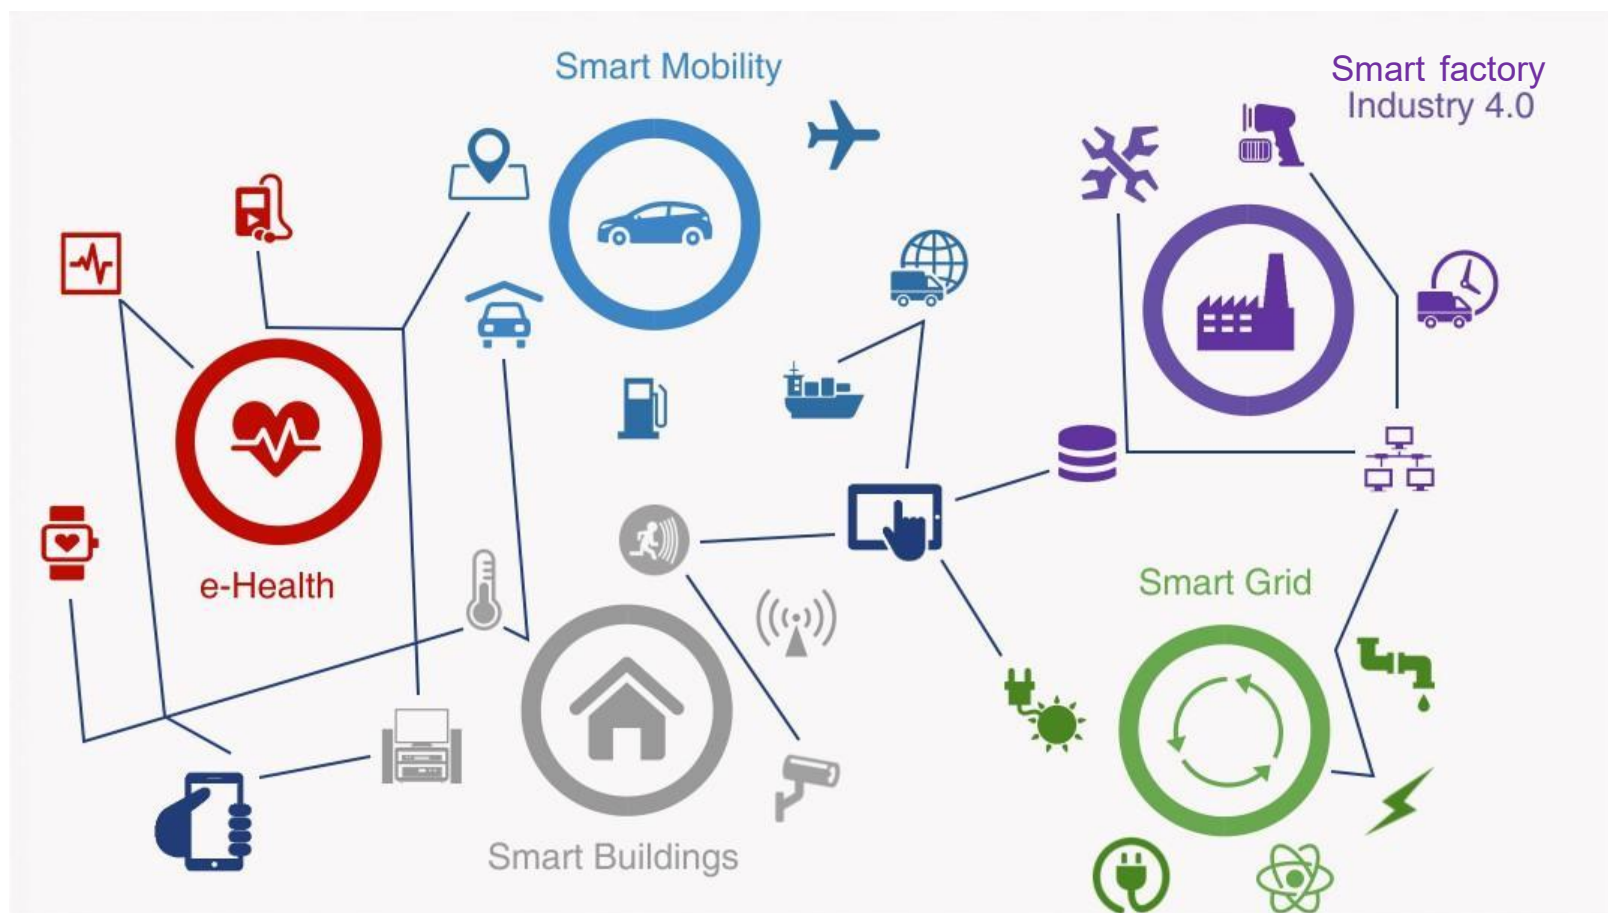 Smart Mobility
Smart factory
Industry 4.0
e-Health
Smart Grid
Smart Buildings